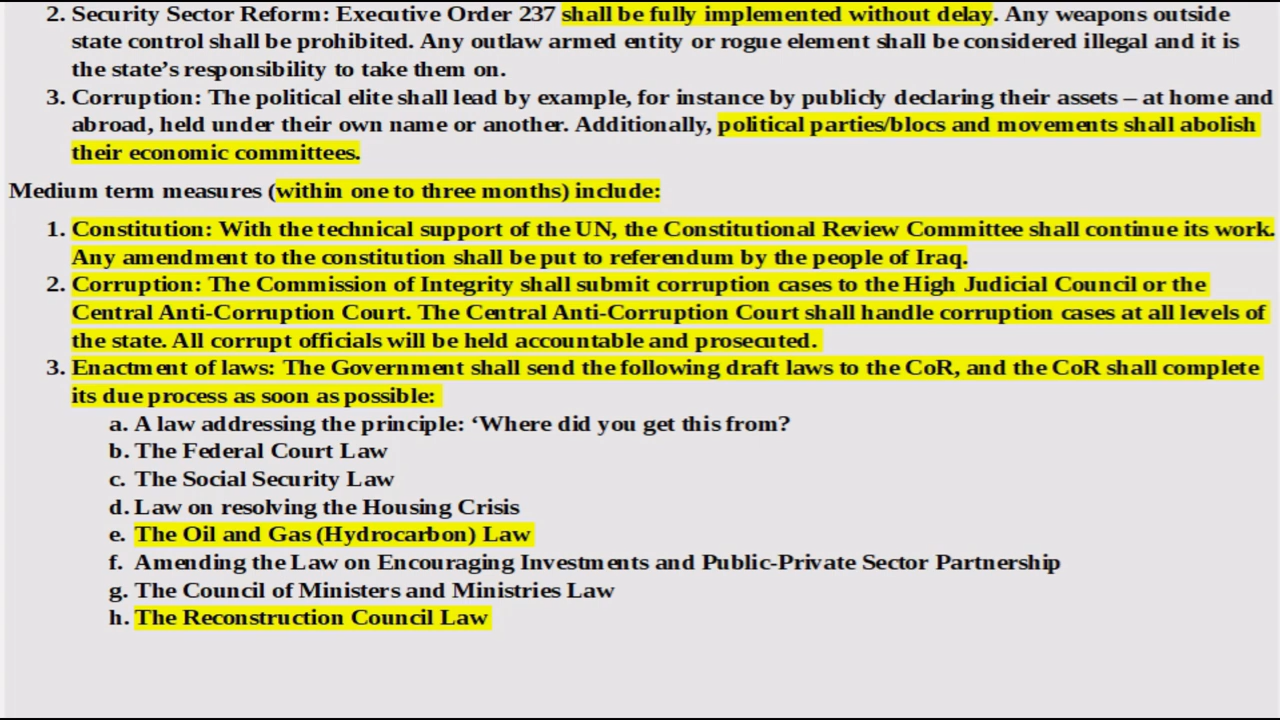 2. Security Sector Reform: Executive Order 237 shall be fully implemented without delay. Any weapons outside
state control shall be prohibited. Any outlaw armed entity or rogue element shall be considered illegal and it is
the state’s responsibility to take them on.
3. Corruption: The political elite shall lead by example, for instance by publicly declaring their assets – at home and
abroad, held under their own name or another. Additionally, political parties/blocs and movements shall abolish
their economic committees.
Medium term measures (within one to three months) include:
1. Constitution: With the technical support of the UN, the Constitutional Review Committee shall continue its work.
Any amendment to the constitution shall be put to referendum by the people of Iraq.
2. Corruption: The Commission of Integrity shall submit corruption cases to the High Judicial Council or the
Central Anti-Corruption Court. The Central Anti-Corruption Court shall handle corruption cases at all levels of
the state. All corrupt officials will be held accountable and prosecuted.
3. Enactment of laws: The Government shall send the following draft laws to the CoR, and the CoR shall complete
its due process as soon as possible:
a. A law addressing the principle: ‘Where did you get this from?
b. The Federal Court Law
c. The Social Security Law
d. Law on resolving the Housing Crisis
e. The Oil and Gas (Hydrocarbon) Law
f. Amending the Law on Encouraging Investments and Public-Private Sector Partnership
g. The Council of Ministers and Ministries Law
h. The Reconstruction Council Law